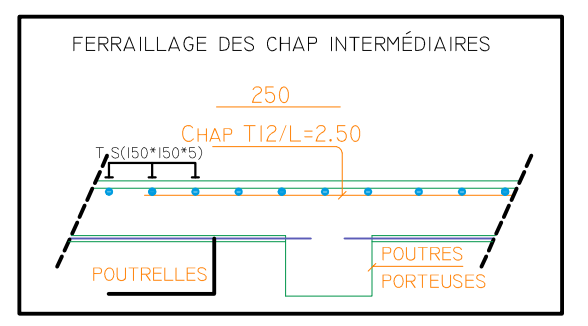 FERRAILLAGE DES CHAP INTERMÉDIAIRES
250
CHAP T12/L=2.50
T S(150*150*5)
POUTRELLES
POUTRES
PORTEUSES